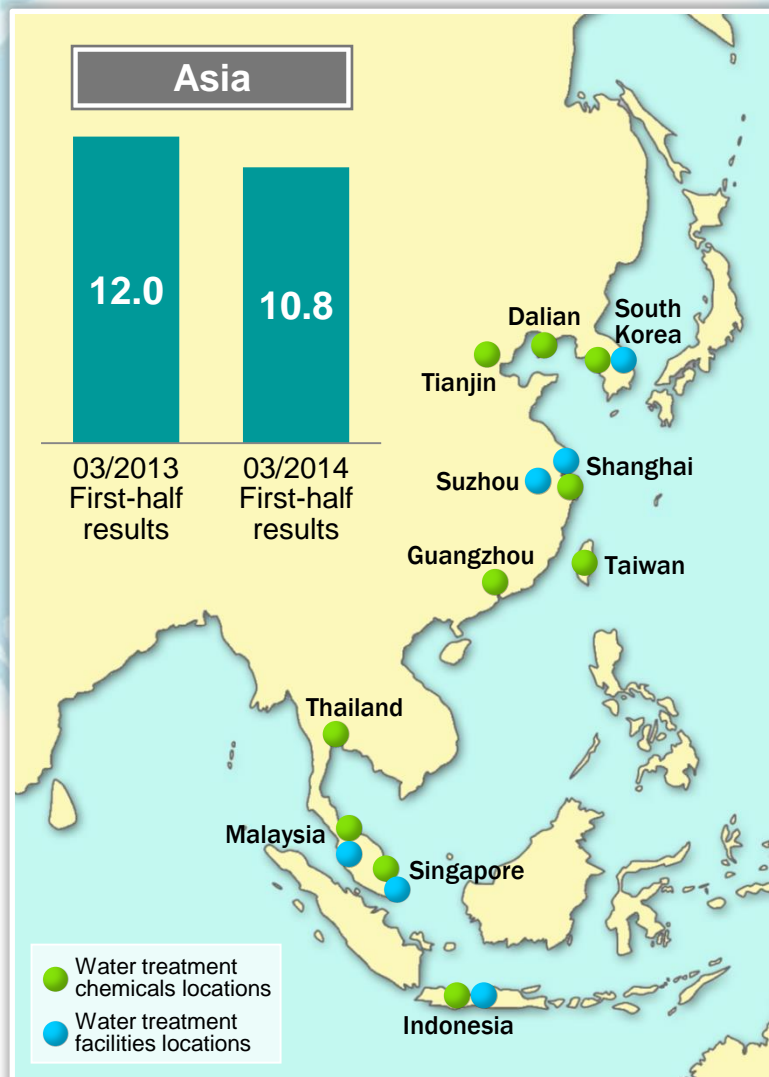 Asia
12.0
10.8
03/2013
First-half
results
03/2014
First-half
results
Dalian
South
Korea
Tianjin
Shanghai
Suzhou
Guangzhou
Taiwan
Thailand
Malaysia
Singapore
Indonesia
Water treatment
chemicals locations
Water treatment
facilities locations